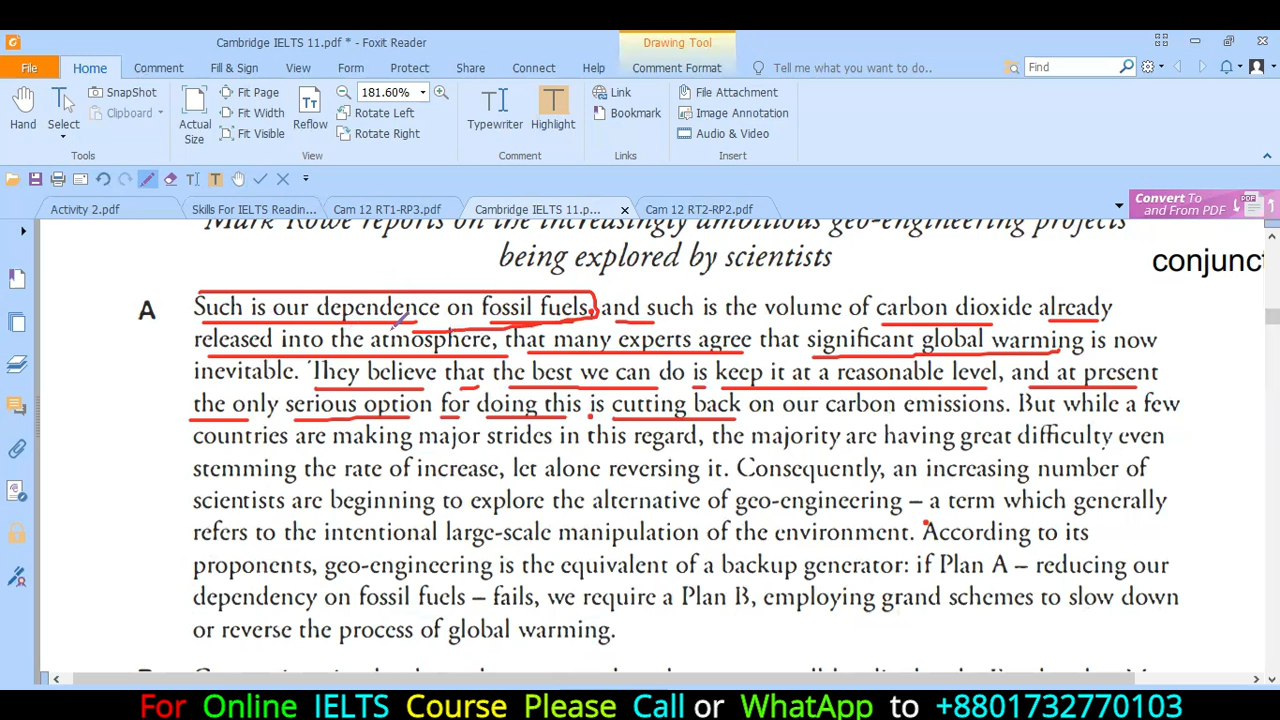 Cambridge IELTS 11.pdf * - Foxit Reader
Drawing Tool
File Home Comment Fill & Sign View Form Protect Share Connect Help Comment Format Tell me what you want to do.. Find
Hand
Select
SnapShot
Clipboard
Tools
Actual Size
Fit Page
Fit Width
Fit Visible
Reflow
181.60%
Rotate Left
Rotate Right
View
Typewriter
Highlight
Comment
Link
Bookmark
Links
File Attachment
Image Annotation
Audio & Video
Insert
Activity 2.pdf Skills For IELTS Readin... Cam 12 RT1-RP3.pdf Cambridge IELTS 11.p... Cam 12 RT2-RP2.pdf
Convert To
and From PDF
PDF
Mark Rowe reports on the increasingly ambitious geo-engineering projects
being explored by scientists
conjunct
A Such is our dependence on fossil fuels, and such is the volume of carbon dioxide already
released into the atmosphere, that many experts agree that significant global warming is now
inevitable. They believe that the best we can do is keep it at a reasonable level, and at present
the only serious option for doing this is cutting back on our carbon emissions. But while a few
countries are making major strides in this regard, the majority are having great difficulty even
stemming the rate of increase, let alone reversing it. Consequently, an increasing number of
scientists are beginning to explore the alternative of geo-engineering – a term which generally
refers to the intentional large-scale manipulation of the environment. According to its
proponents, geo-engineering is the equivalent of a backup generator: if Plan A – reducing our
dependency on fossil fuels – fails, we require a Plan B, employing grand schemes to slow down
or reverse the process of global warming.
For Online IELTS Course Please Call or WhatsApp to +8801732770103